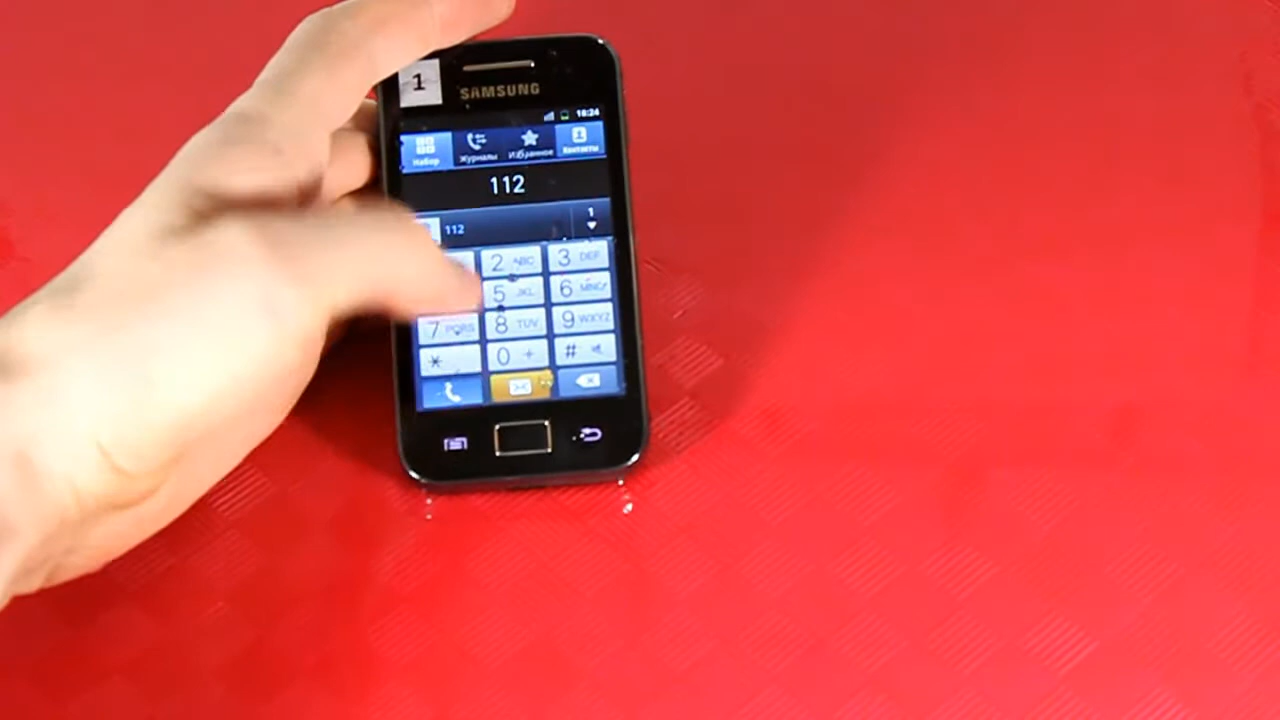 1
SAMSUNG
16:24
Набор Журналы Избранное Контакты
112
112 1
2 ABC 3 DEF
5 JKL 6 MNO
7 PQRS 8 TUV 9 WXYZ
* 0 + #